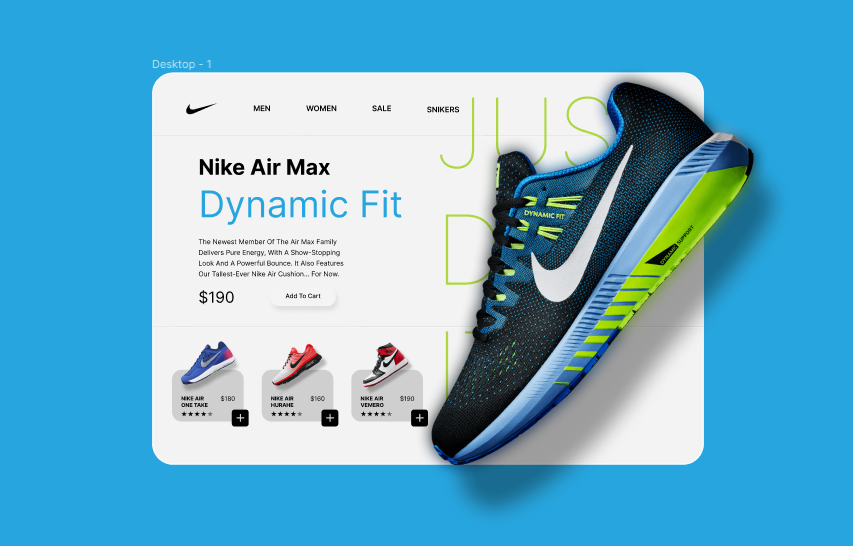 Desktop - 1
MEN WOMEN SALE SNIKERS
JUS
Nike Air Max
Dynamic Fit
D
The Newest Member Of The Air Max Family
Delivers Pure Energy, With A Show-Stopping
Look And A Powerful Bounce. It Also Features
Our Tallest-Ever Nike Air Cushion... For Now.
$190 Add To Cart
DYNAMIC FIT
DYNAMIC SUPPORT
NIKE AIR $180
ONE TAKE
NIKE AIR $160
HURAHE
NIKE AIR $190
VEMERO